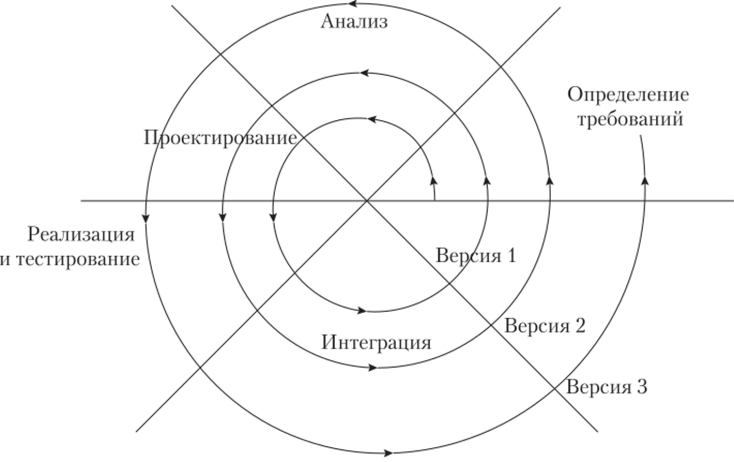 Анализ
Определение
требований
Проектирование
Реализация
и тестирование
Версия 1
Версия 2
Интеграция
Версия 3